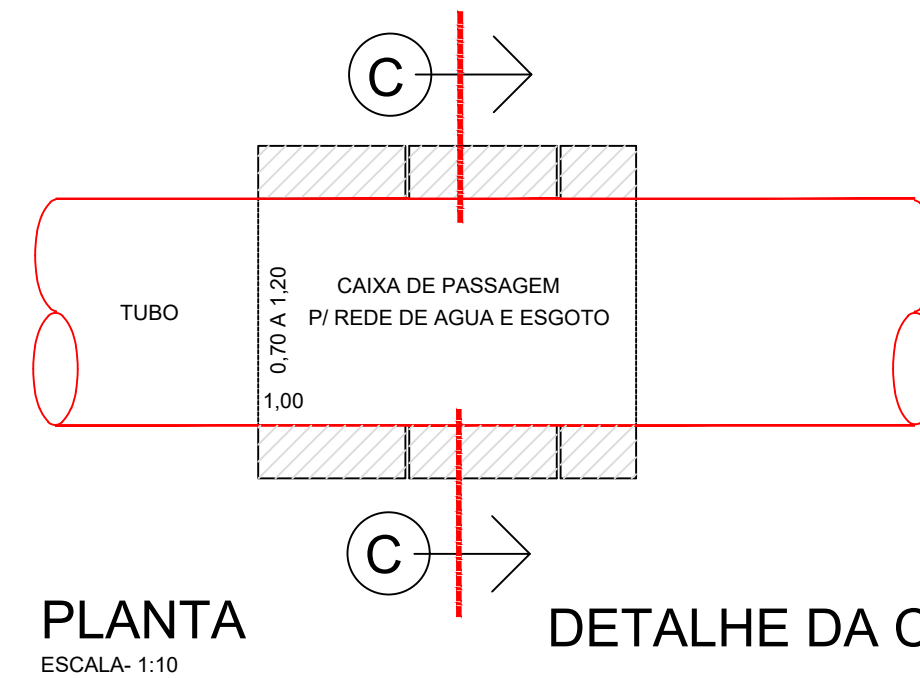 C
TUBO
0,70 A 1,20
CAIXA DE PASSAGEM
P/ REDE DE AGUA E ESGOTO
1,00
C
PLANTA
ESCALA- 1:10
DETALHE DA